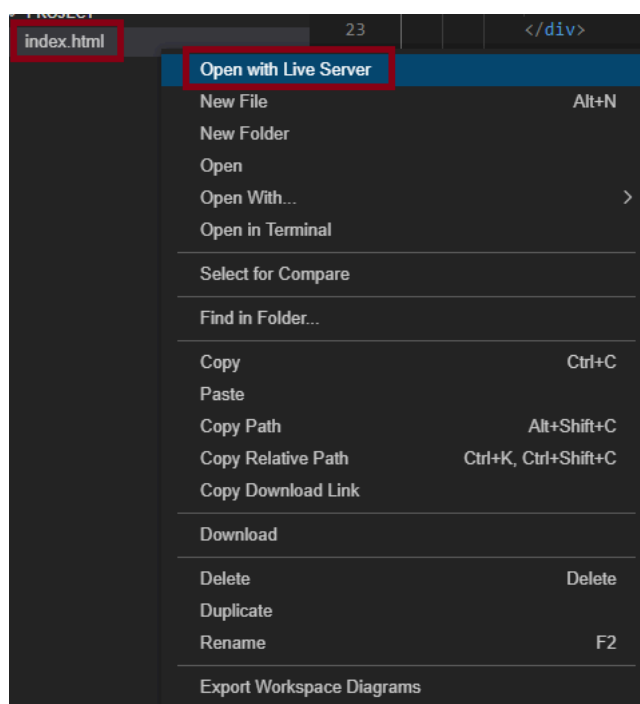 PROJECT
index.html
23 </div>
Open with Live Server
New File Alt+N
New Folder
Open
Open With...
Open in Terminal
Select for Compare
Find in Folder...
Copy Ctrl+C
Paste
Copy Path Alt+Shift+C
Copy Relative Path Ctrl+K, Ctrl+Shift+C
Copy Download Link
Download
Delete Delete
Duplicate
Rename F2
Export Workspace Diagrams